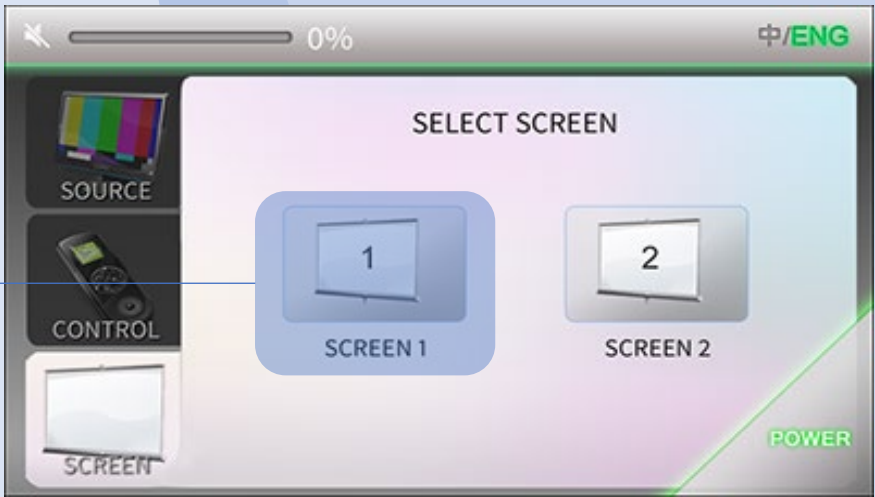 0%
中/ENG
SELECT SCREEN
SOURCE
1
2
CONTROL
SCREEN 1
SCREEN 2
SCREEN
POWER